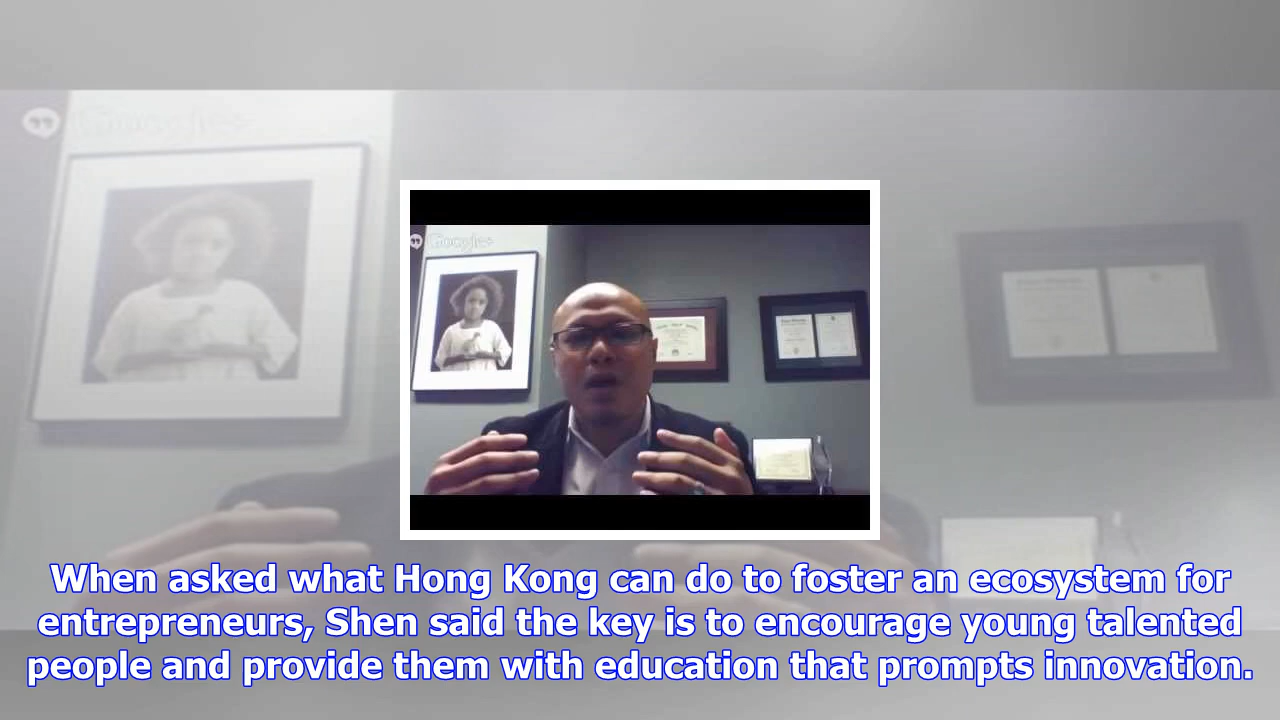 Google+
When asked what Hong Kong can do to foster an ecosystem for
entrepreneurs, Shen said the key is to encourage young talented
people and provide them with education that prompts innovation.